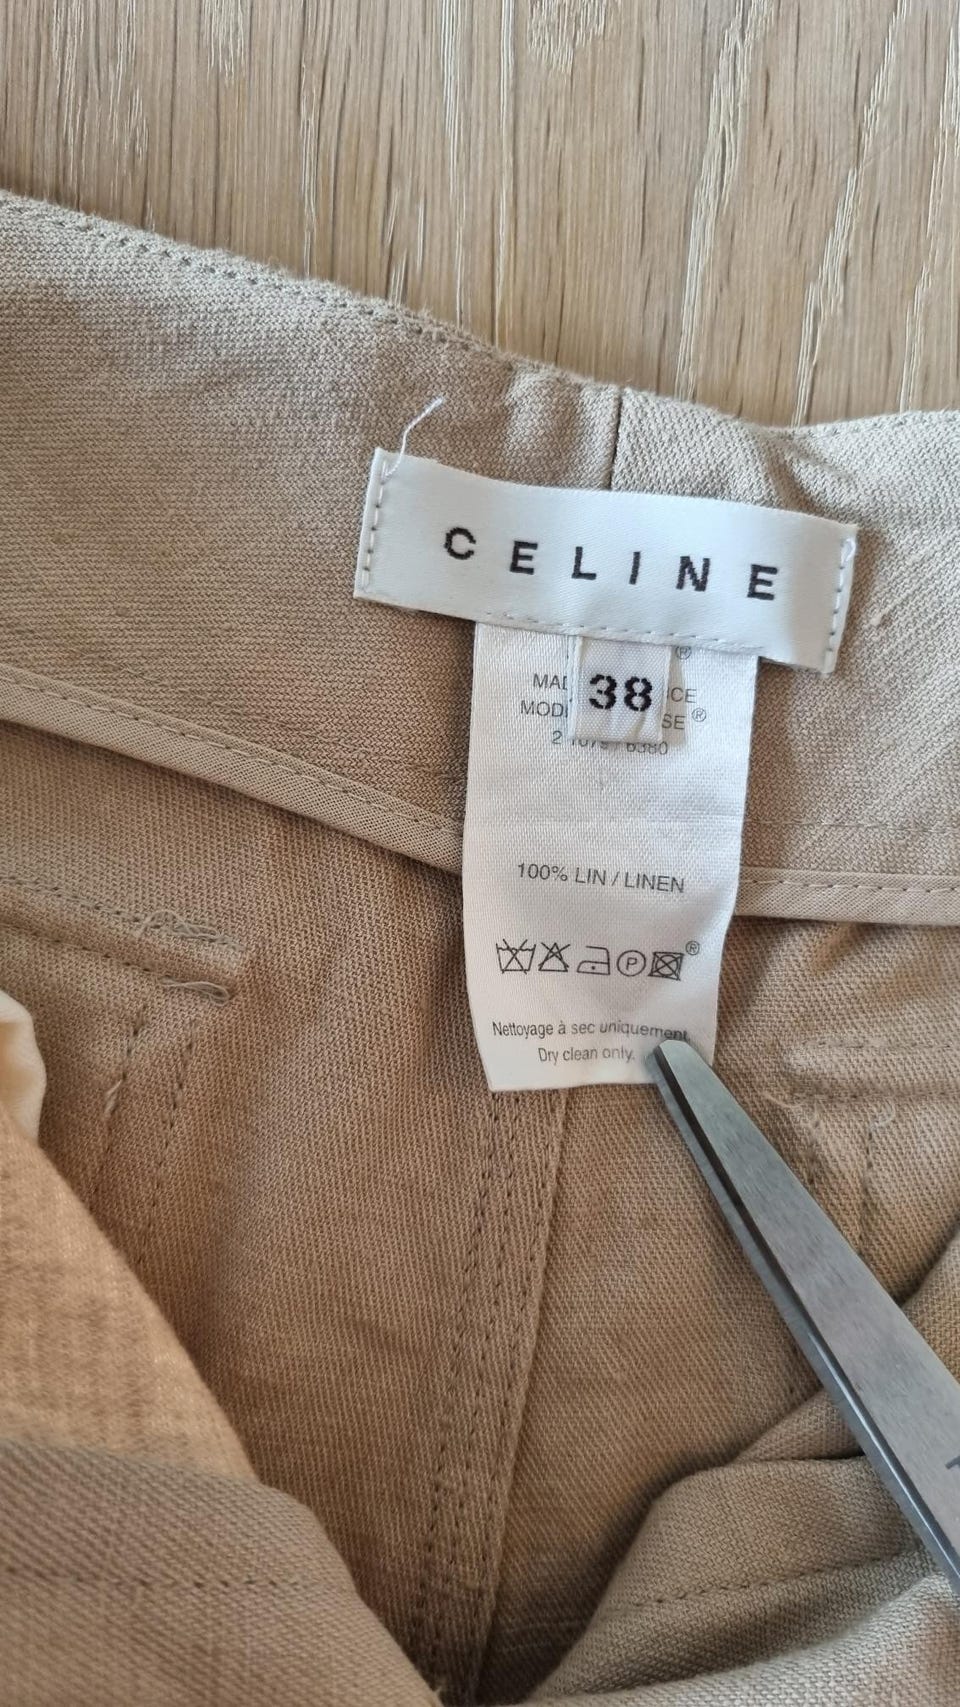 CELINE
®
38
®
100% LIN / LINEN
P ®
Nettoyage à sec uniquement.
Dry clean only.